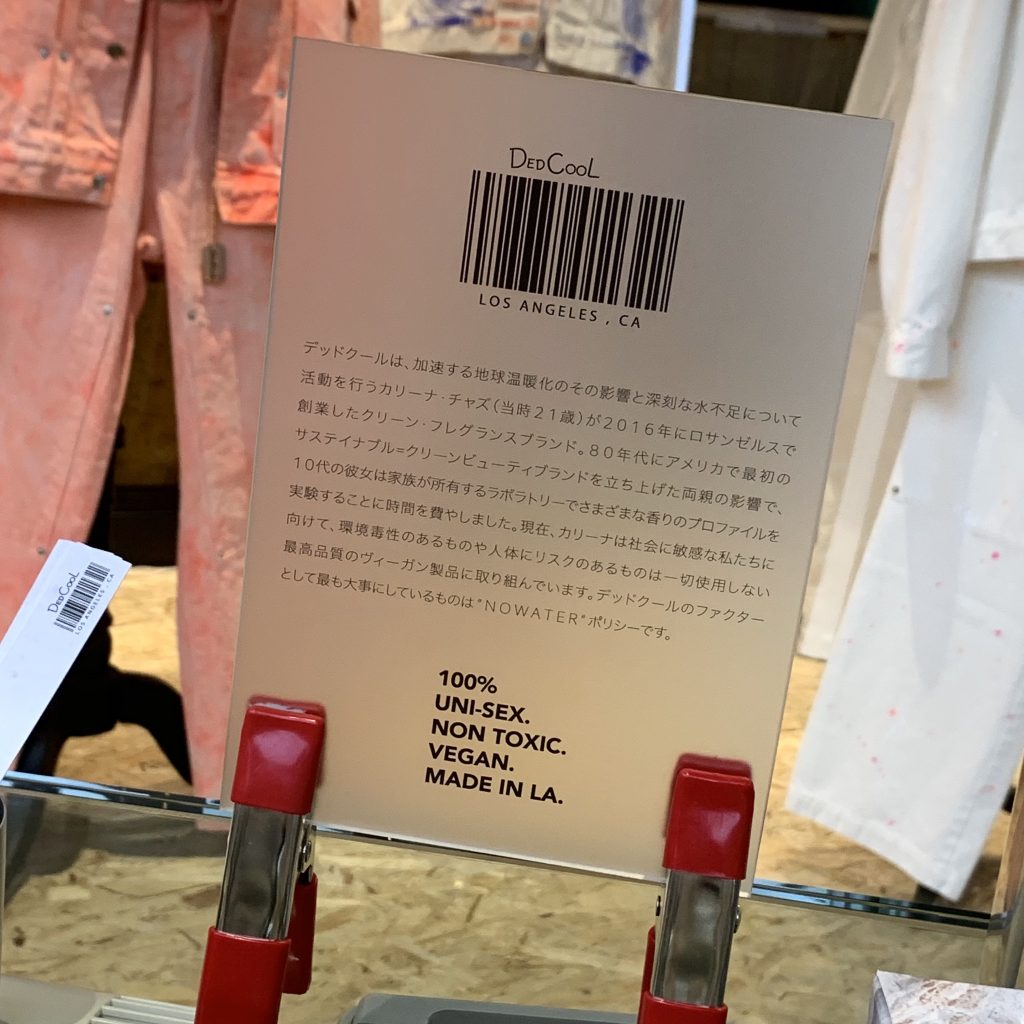 DEDCOOL
LOS ANGELES , CA
デッドクールは、加速する地球温暖化のその影響と深刻な水不足について
活動を行うカリーナ・チャズ(当時21歳)が2016年にロサンゼルスで
創業したクリーン・フレグランスブランド。80年代にアメリカで最初の
サステイナブル=クリーンビューティブランドを立ち上げた両親の影響で、
10代の彼女は家族が所有するラボラトリーでさまざまな香りのプロファイルを
実験することに時間を費やしました。現在、カリーナは社会に敏感な私たちに
向けて、環境毒性のあるものや人体にリスクのあるものは一切使用しない
最高品質のヴィーガン製品に取り組んでいます。デッドクールのファクター
として最も大事にしているものは"NOWATER"ポリシーです。
100%
UNI-SEX.
NON TOXIC.
VEGAN.
MADE IN LA.
DEDCOOL
LOS ANGELES , CA